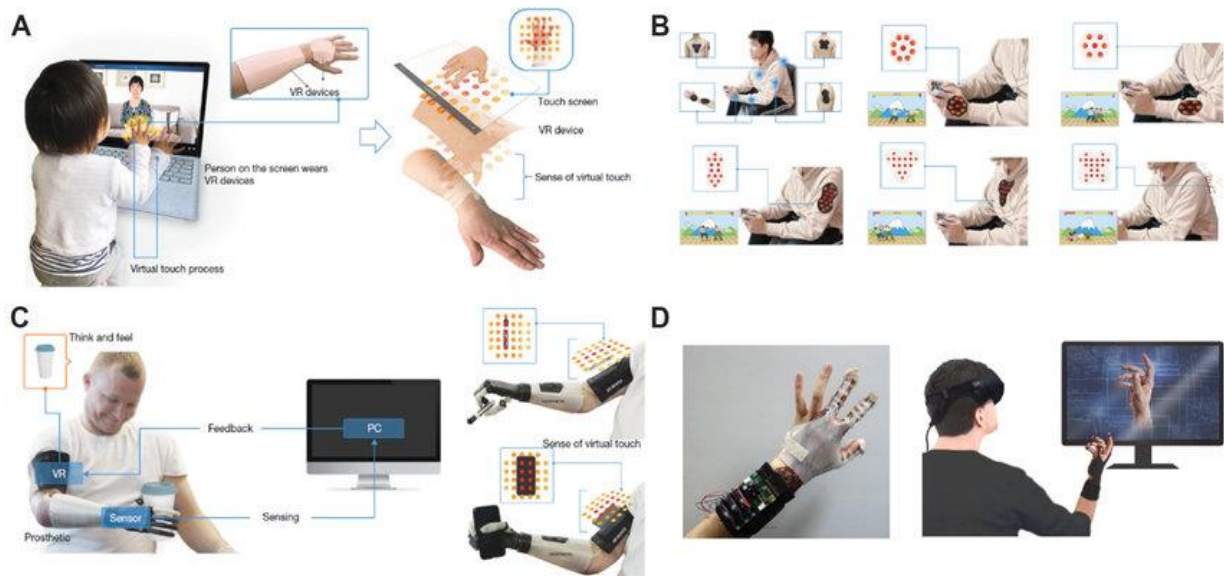 A
VR devices
Touch screen
VR device
Person on the screen wears
VR devices
Sense of virtual touch
Virtual touch process
B
C
Think and feel
Feedback
PC
VR
Sensor
Sensing
Prosthetic
Sense of virtual touch
D